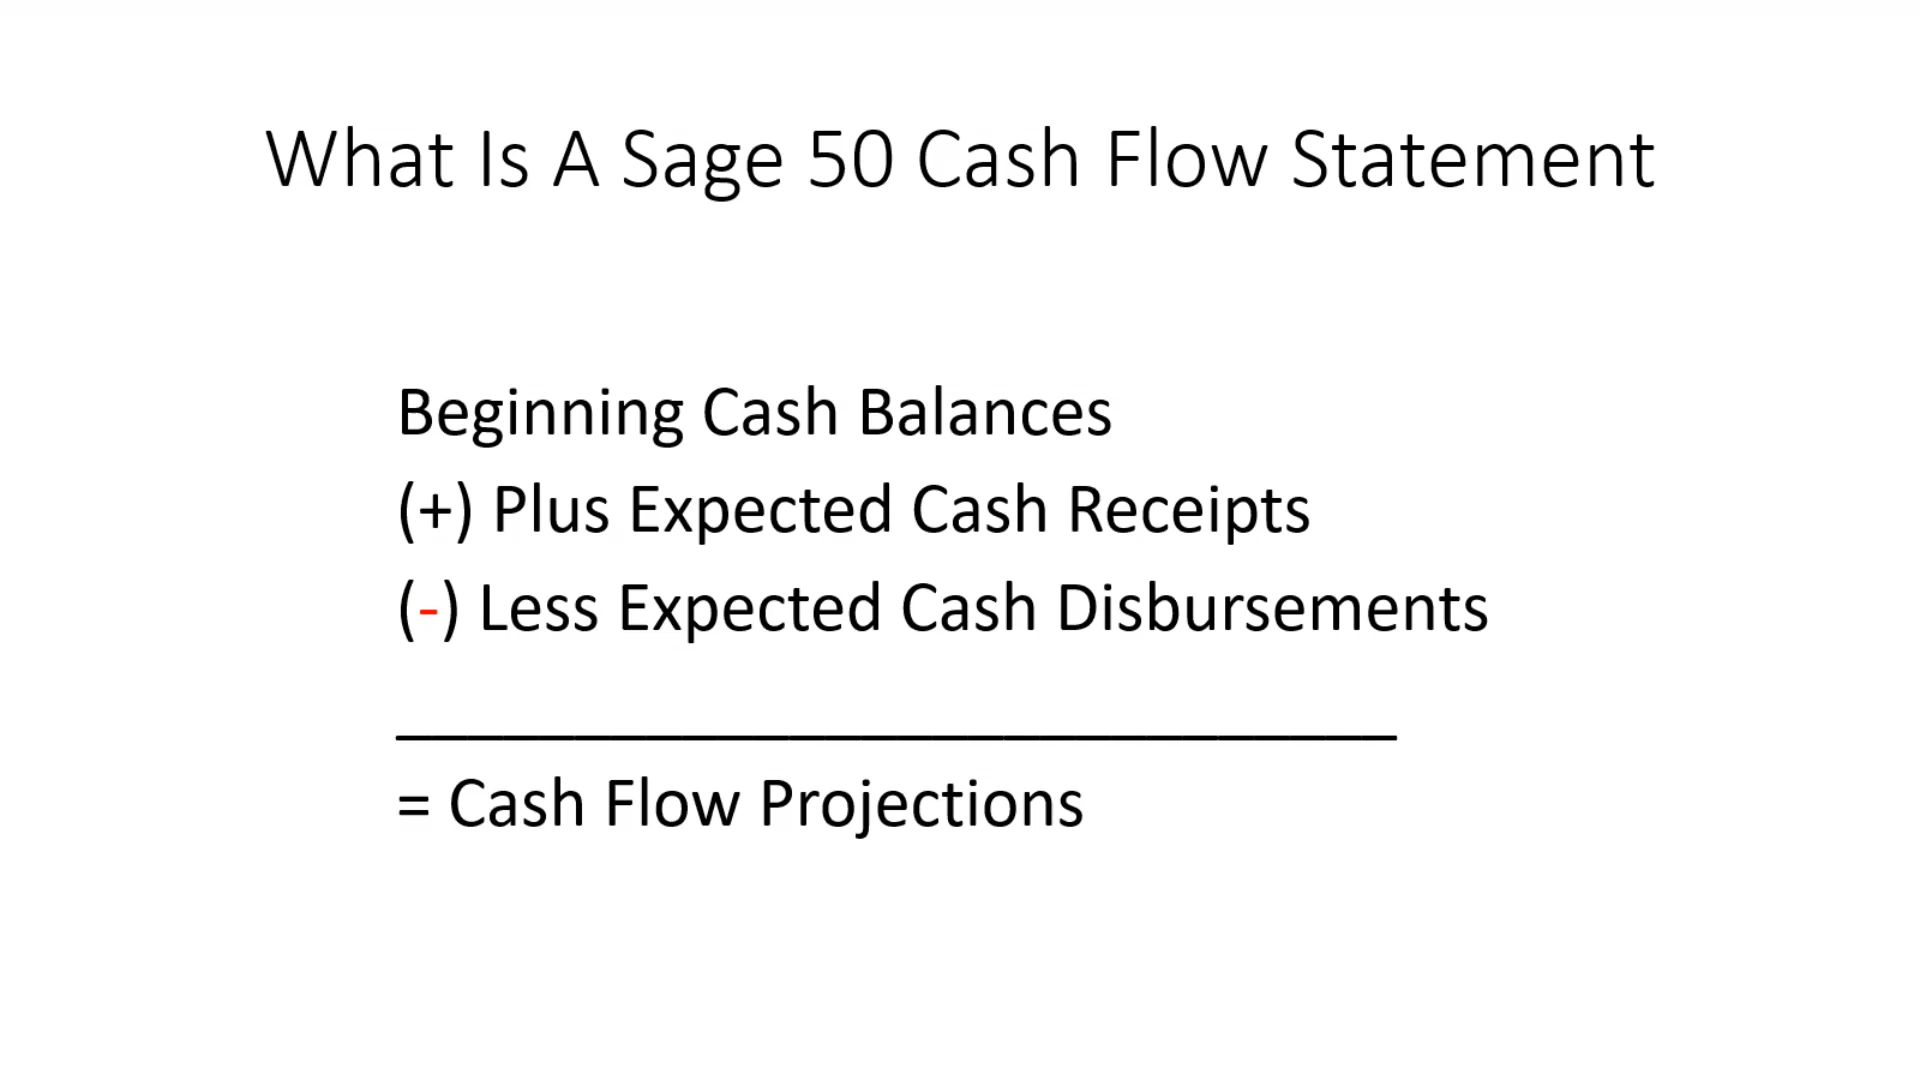 What Is A Sage 50 Cash Flow Statement
Beginning Cash Balances
(+) Plus Expected Cash Receipts
(-) Less Expected Cash Disbursements
____________________________
= Cash Flow Projections